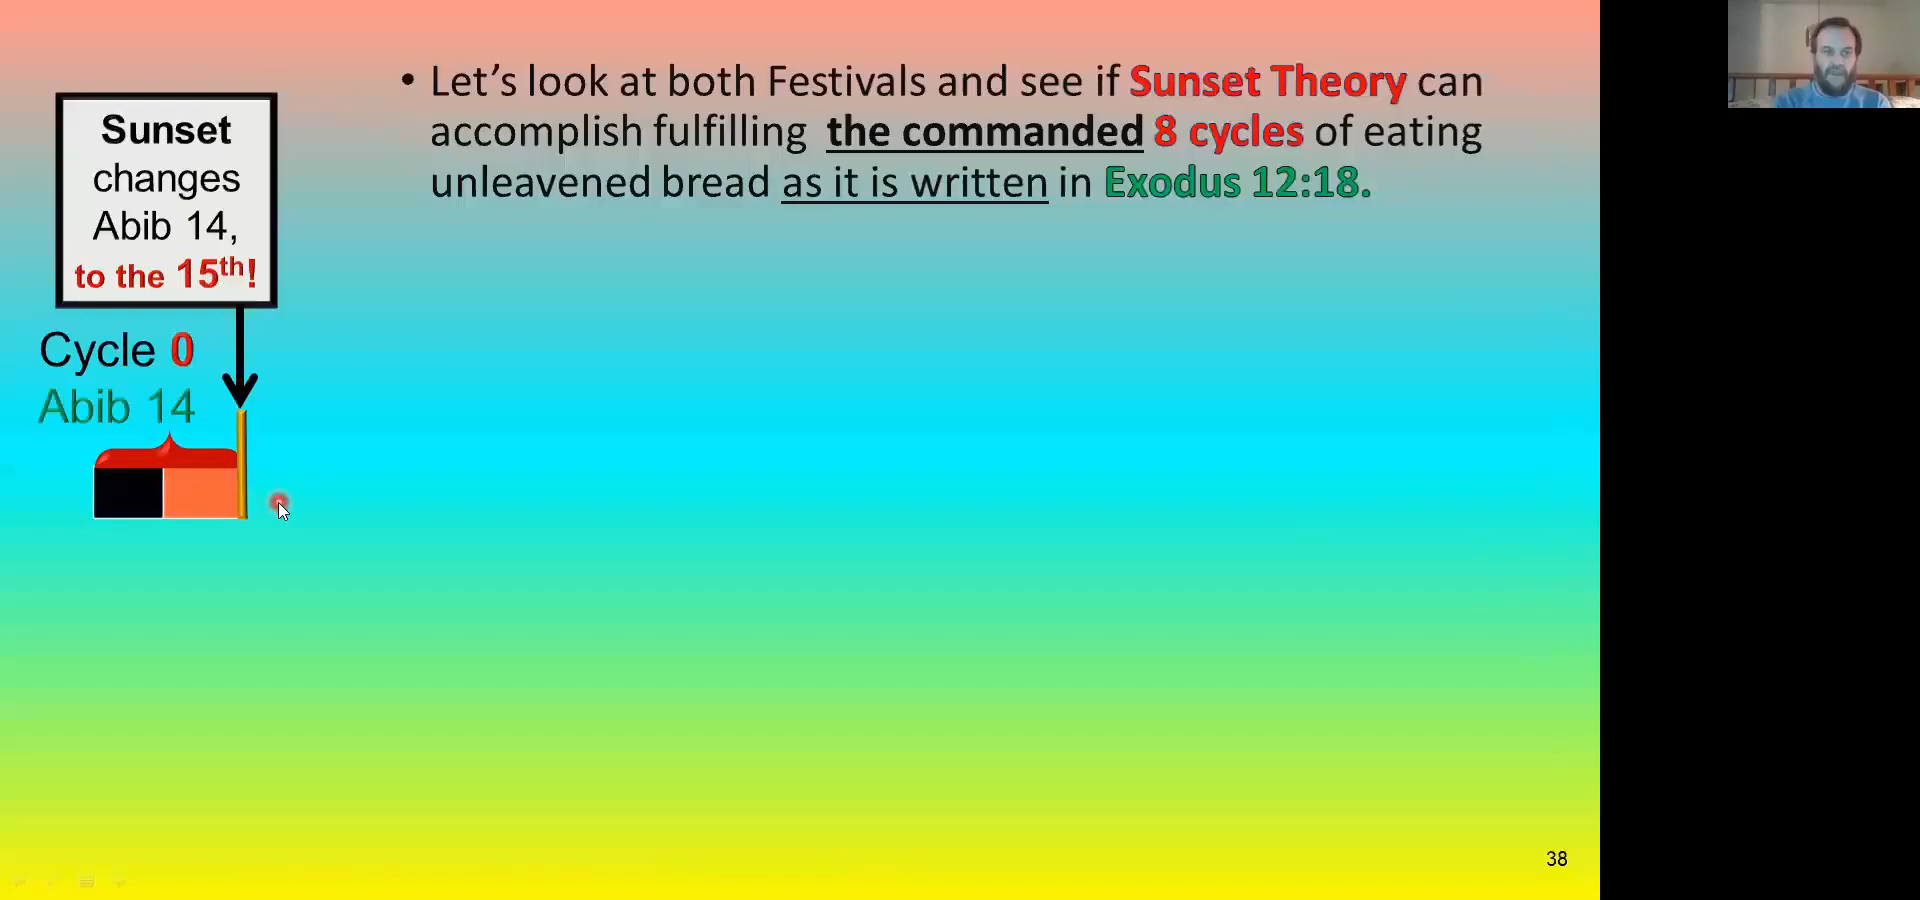 • Let's look at both Festivals and see if Sunset Theory can
accomplish fulfilling the commanded 8 cycles of eating
unleavened bread as it is written in Exodus 12:18.
Sunset
changes
Abib 14,
to the 15th!
Cycle 0
Abib 14
38